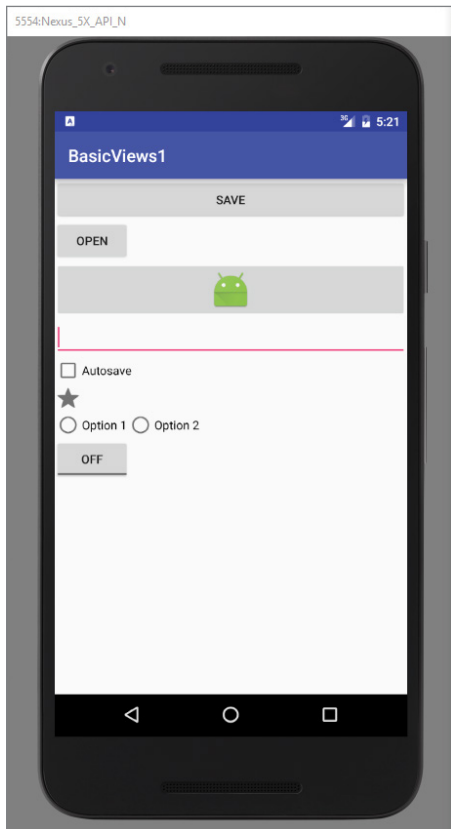 5554:Nexus_5X_API_N
3G 5:21
BasicViews1
SAVE
OPEN
Autosave
Option 1 Option 2
OFF